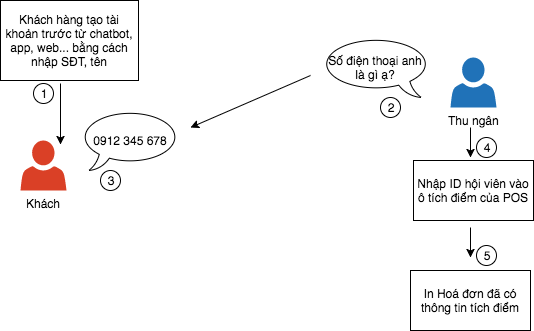 Khách hàng tạo tài
khoản trước từ chatbot,
app, web... bằng cách
nhập SĐT, tên
1
Số điện thoại anh
là gì ạ?
2
Thu ngân
0912 345 678
3
Khách
4
Nhập ID hội viên vào
ô tích điểm của POS
5
In Hoá đơn đã có
thông tin tích điểm